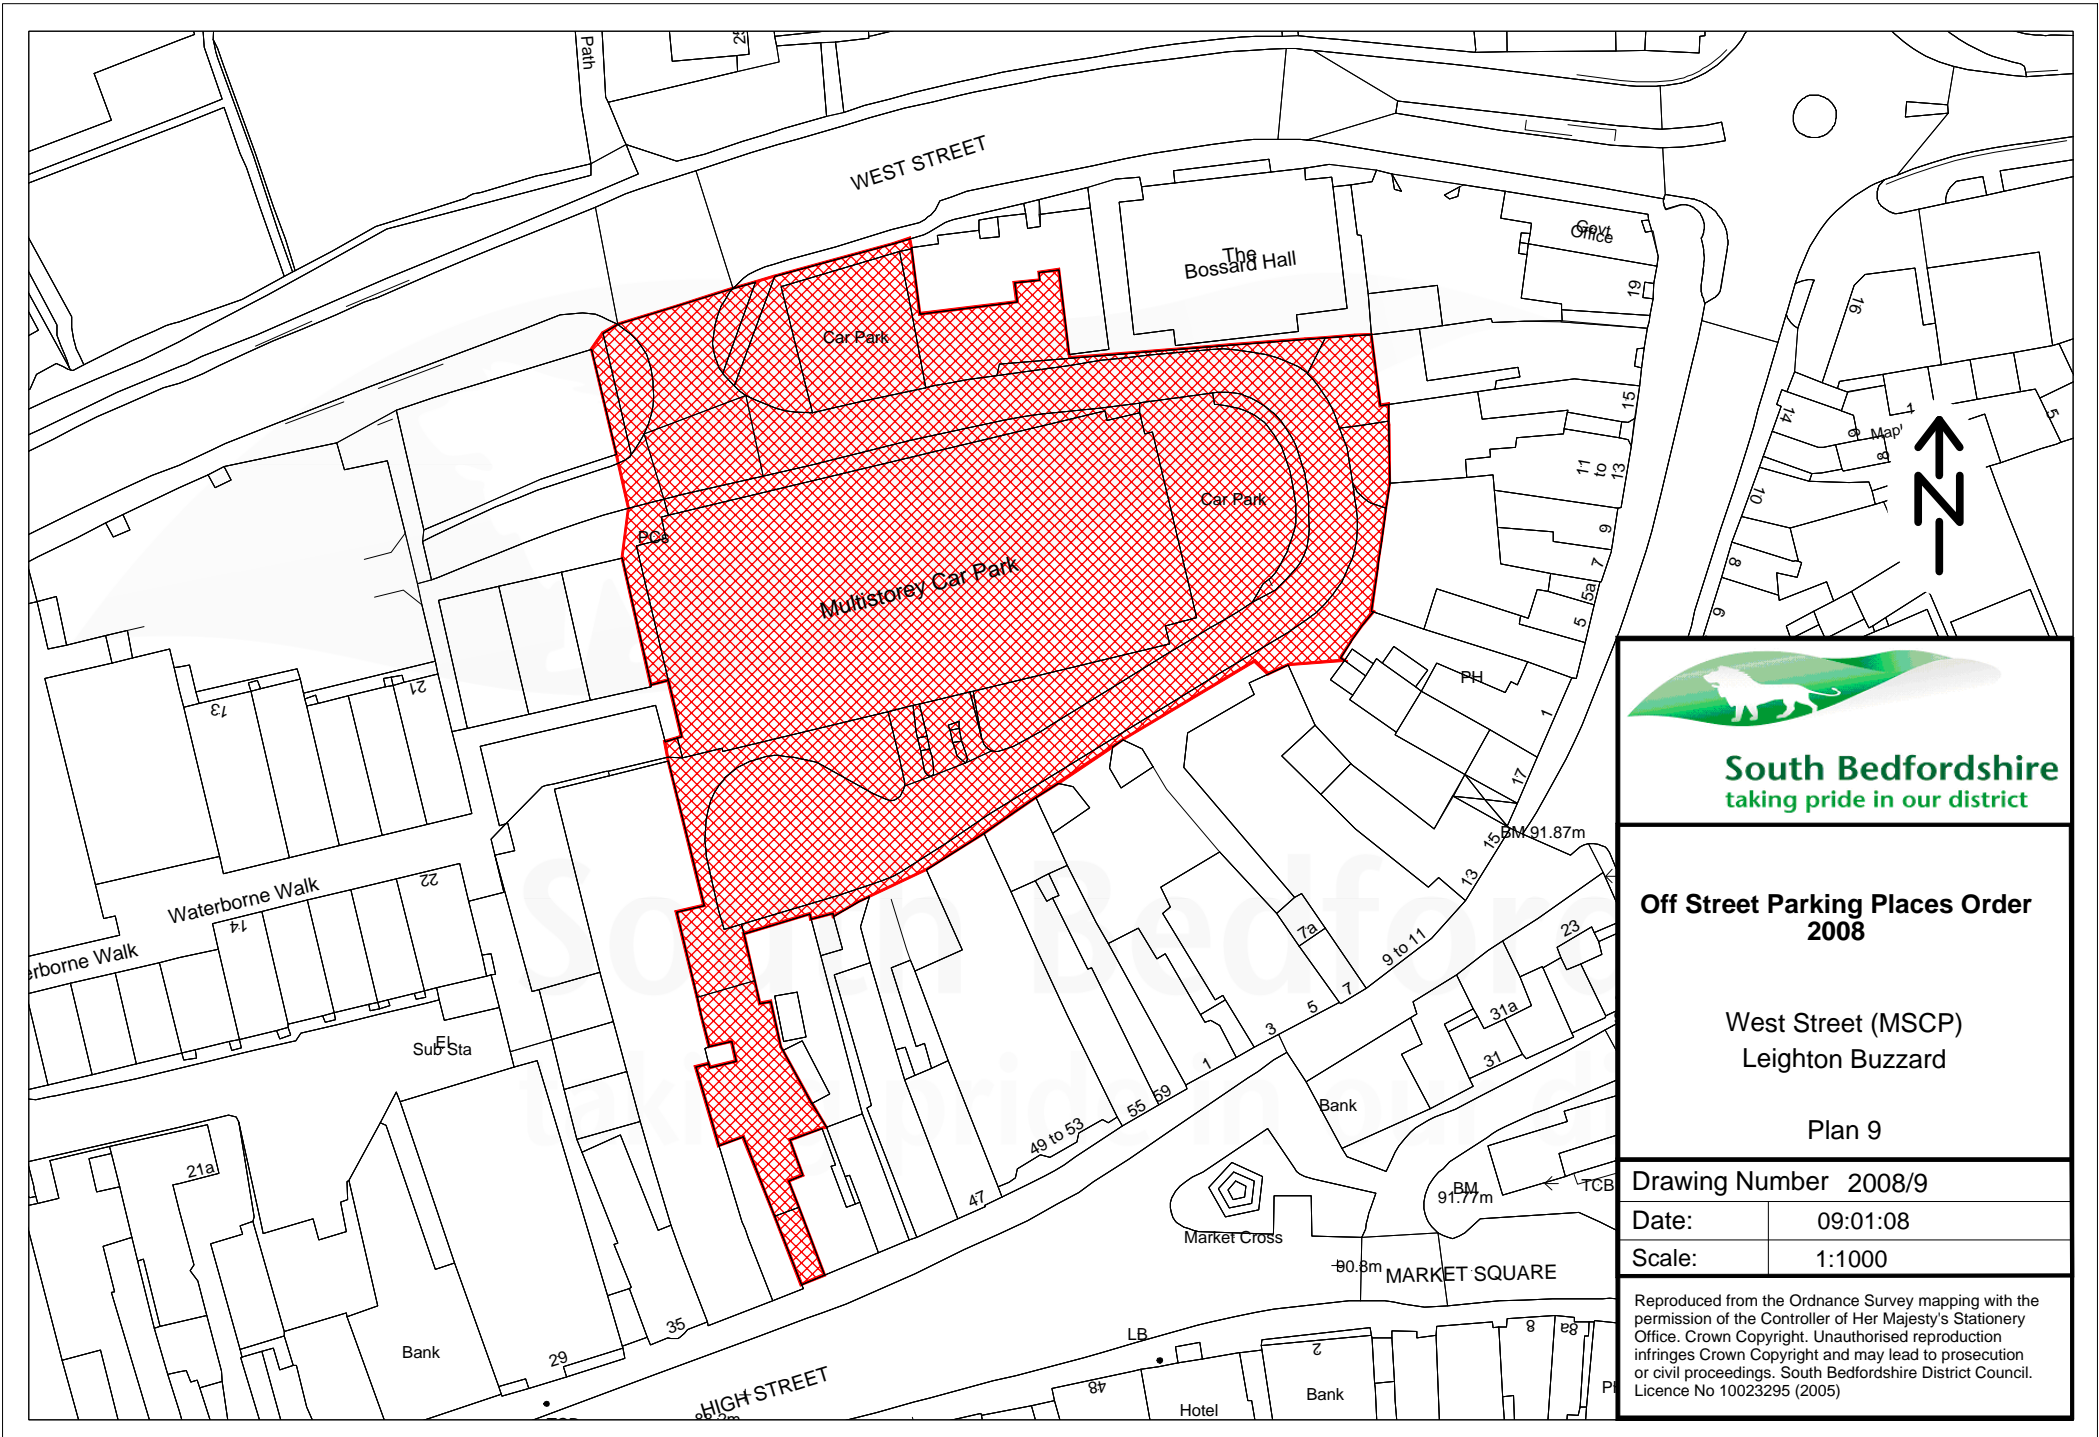 Path
WEST STREET
The
Bossard Hall
Govt
Office
19
16
Car Park
15
14
1
5
6
Map'
8
11
to
13
10
Car Park
9
PCs
7
8
Multistorey Car Park
5a
5
6
N
PH
21
73
1
17
BM 91.87m
15
13
22
Waterborne Walk
14
erborne Walk
7a
9 to 11
23
7
5
31a
3
El
Sub Sta
31
1
59
55
Bank
49 to 53
21a
47
BM
91.77m
TCB
Market Cross
90.8m
MARKET SQUARE
35
LB
8
8a
2
Bank
29
HIGH STREET
48
Hotel
Bank
South Bedfordshire
taking pride in our district
Off Street Parking Places Order
2008
West Street (MSCP)
Leighton Buzzard
Plan 9
Drawing Number 2008/9
Date: 09:01:08
Scale: 1:1000
Reproduced from the Ordnance Survey mapping with the
permission of the Controller of Her Majesty's Stationery
Office. Crown Copyright. Unauthorised reproduction
infringes Crown Copyright and may lead to prosecution
or civil proceedings. South Bedfordshire District Council.
Licence No 10023295 (2005)